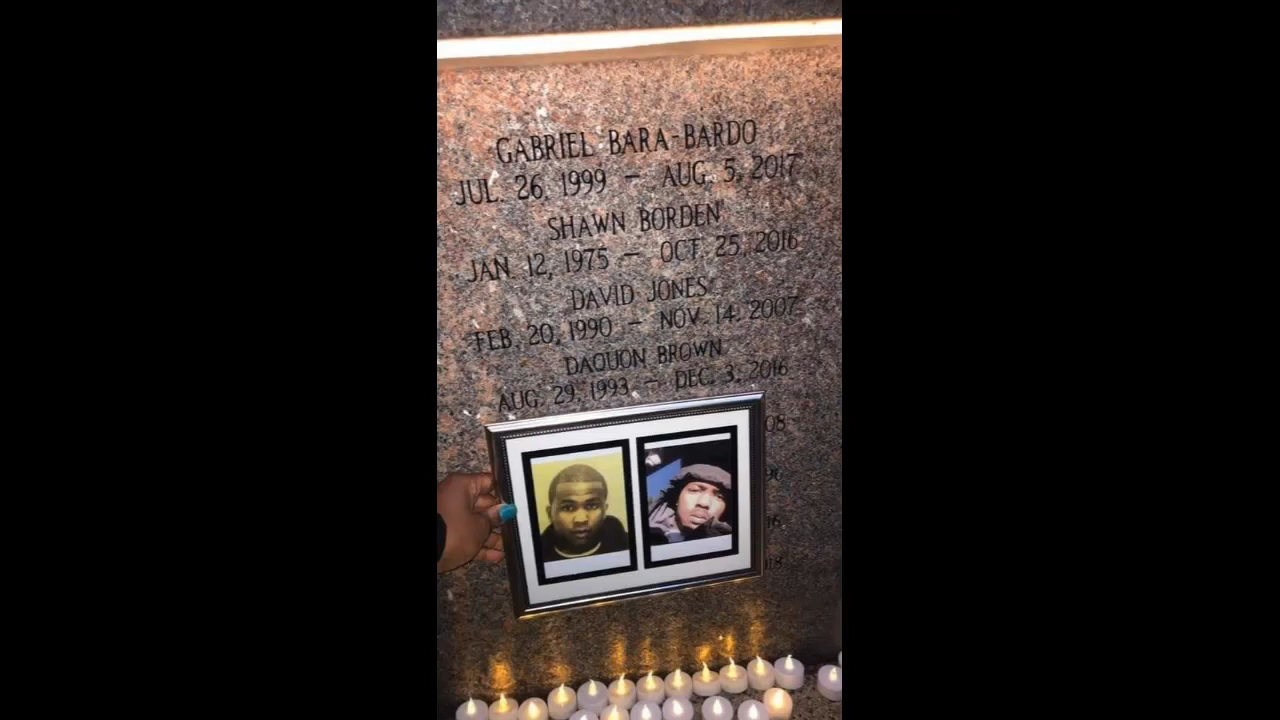 GABRIEL BARA-BARDO
JUL. 26, 1999 — AUG. 5, 2017
SHAWN BORDEN
JAN. 12, 1975 — OCT. 25, 2016
DAVID JONES
FEB. 20, 1990 — NOV. 14, 2007
DAQUON BROWN
AUG. 29, 1993 — DEC. 3, 2016
08